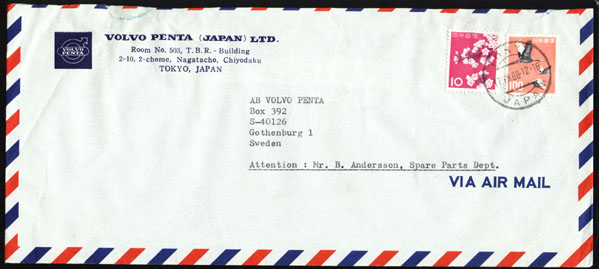 VOLVO PENTA
VOLVO PENTA (JAPAN) LTD.
Room No. 503, T.B.R.-Building
2-10, 2-chome, Nagatacho, Chiyodaku
TOKYO, JAPAN
10
100
JAPAN
AB VOLVO PENTA
Box 392
S-40126
Gothenburg 1
Sweden
Attention : Mr. B. Andersson, Spare Parts Dept.
VIA AIR MAIL